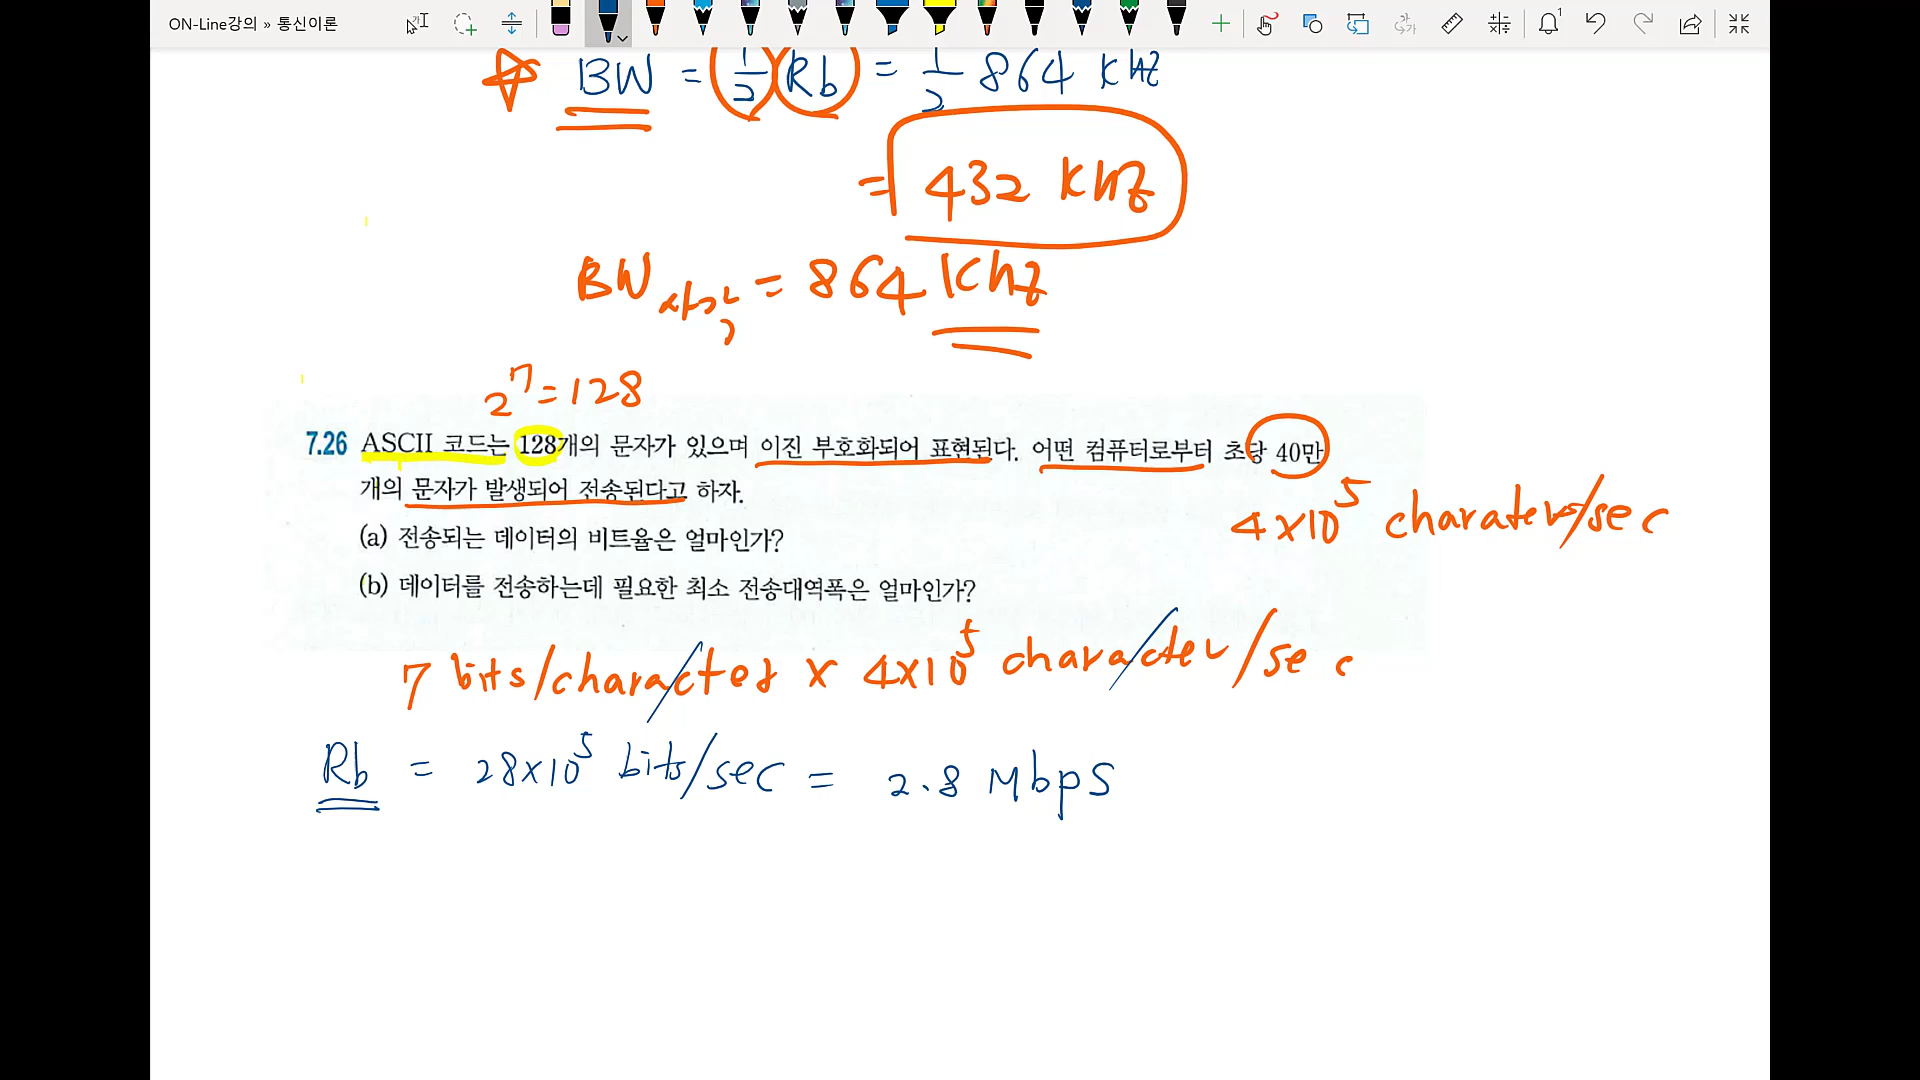 ON-Line강의 » 통신이론
BW = 1/2 Rb = 1/2 864 KHz
= 432 KHz
BW = 864 KHz
2^7 = 128
7.26 ASCII 코드는 128개의 문자가 있으며 이진 부호화되어 표현된다. 어떤 컴퓨터로부터 초당 40만
개의 문자가 발생되어 전송된다고 하자.
4×10^5 charaters/sec
(a) 전송되는 데이터의 비트율은 얼마인가?
(b) 데이터를 전송하는데 필요한 최소 전송대역폭은 얼마인가?
7 bits/character × 4×10^5 character/sec
Rb = 28×10^5 bits/sec = 2.8 Mbps